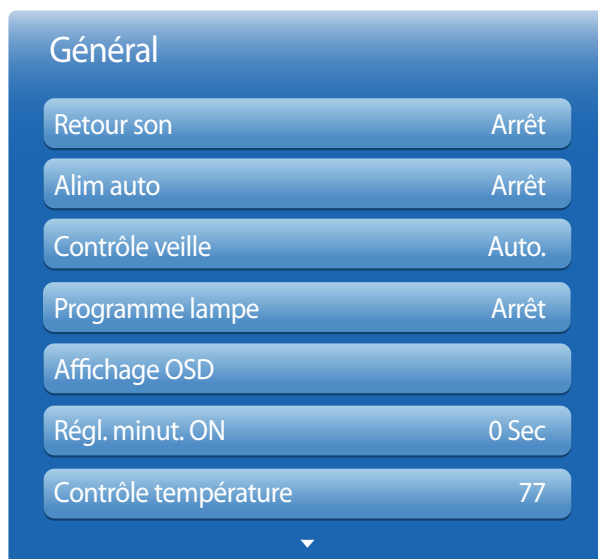 Général
Retour son Arrêt
Alim auto Arrêt
Contrôle veille Auto.
Programme lampe Arrêt
Affichage OSD
Régl. minut. ON 0 Sec
Contrôle température 77